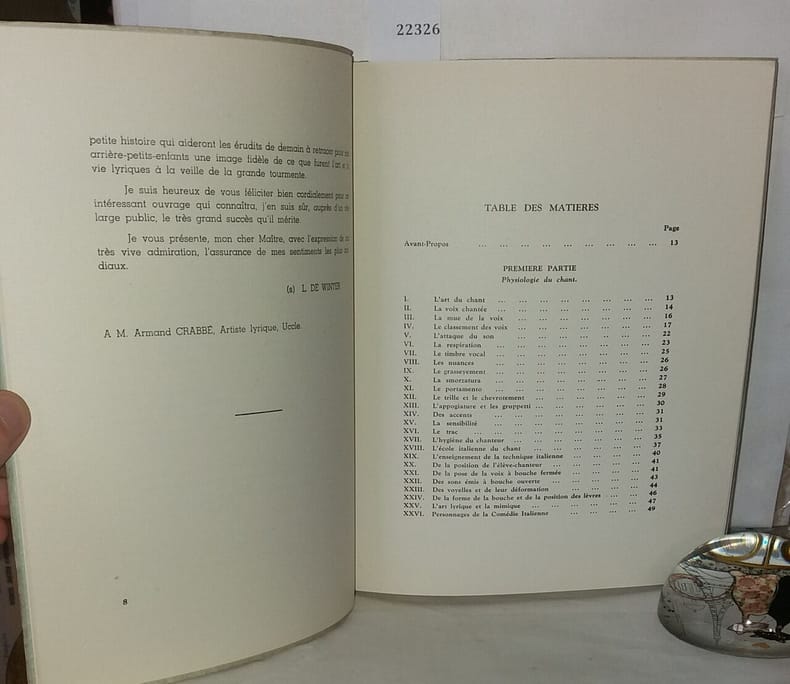 22326
petite histoire qui aideront les érudits de demain à retracer
arrière-petits-enfants une image fidèle de ce que furent l'art et
vie lyriques à la veille de la grande tourmente.
Je suis heureux de vous féliciter bien cordialement pour
intéressant ouvrage qui connaîtra, j'en suis sûr, auprès d'un
large public, le très grand succès qu'il mérite.
Je vous présente, mon cher Maître, avec l'expression de
très vive admiration, l'assurance de mes sentiments les plus
diaux.
(s) L. DE WINTER
A M. Armand CRABBÉ, Artiste lyrique, Uccle.
8
TABLE DES MATIERES
Page
Avant-Propos ... ... ... ... ... ... ... ... ... 13
PREMIERE PARTIE
Physiologie du chant.
I. L'art du chant ... ... ... ... ... ... ... ... 13
II. La voix chantée ... ... ... ... ... ... ... ... 14
III. La mue de la voix ... ... ... ... ... ... ... 16
IV. Le classement des voix ... ... ... ... ... ... ... 17
V. L'attaque du son ... ... ... ... ... ... ... 22
VI. La respiration ... ... ... ... ... ... ... ... 23
VII. Le timbre vocal ... ... ... ... ... ... ... ... 25
VIII. Les nuances ... ... ... ... ... ... ... ... 26
IX. Le grasseyement ... ... ... ... ... ... ... ... 26
X. La smorzatura ... ... ... ... ... ... ... ... 27
XI. Le portamento ... ... ... ... ... ... ... ... 28
XII. Le trille et le chevrotement ... ... ... ... ... ... 29
XIII. L'appogiature et les gruppetti ... ... ... ... ... ... 30
XIV. Des accents ... ... ... ... ... ... ... ... 31
XV. La sensibilité ... ... ... ... ... ... ... ... 31
XVI. Le trac ... ... ... ... ... ... ... ... ... 33
XVII. L'hygiène du chanteur ... ... ... ... ... ... ... 35
XVIII. L'école italienne du chant ... ... ... ... ... ... 37
XIX. L'enseignement de la technique italienne ... ... ... ... 40
XX. De la position de l'élève-chanteur ... ... ... ... ... 41
XXI. De la pose de la voix à bouche fermée ... ... ... ... 41
XXII. Des sons émis à bouche ouverte ... ... ... ... ... 43
XXIII. Des voyelles et de leur déformation ... ... ... ... 44
XXIV. De la forme de la bouche et de la position des lèvres ... ... 46
XXV. L'art lyrique et la mimique ... ... ... ... ... ... 47
XXVI. Personnages de la Comédie Italienne ... ... ... ... 49